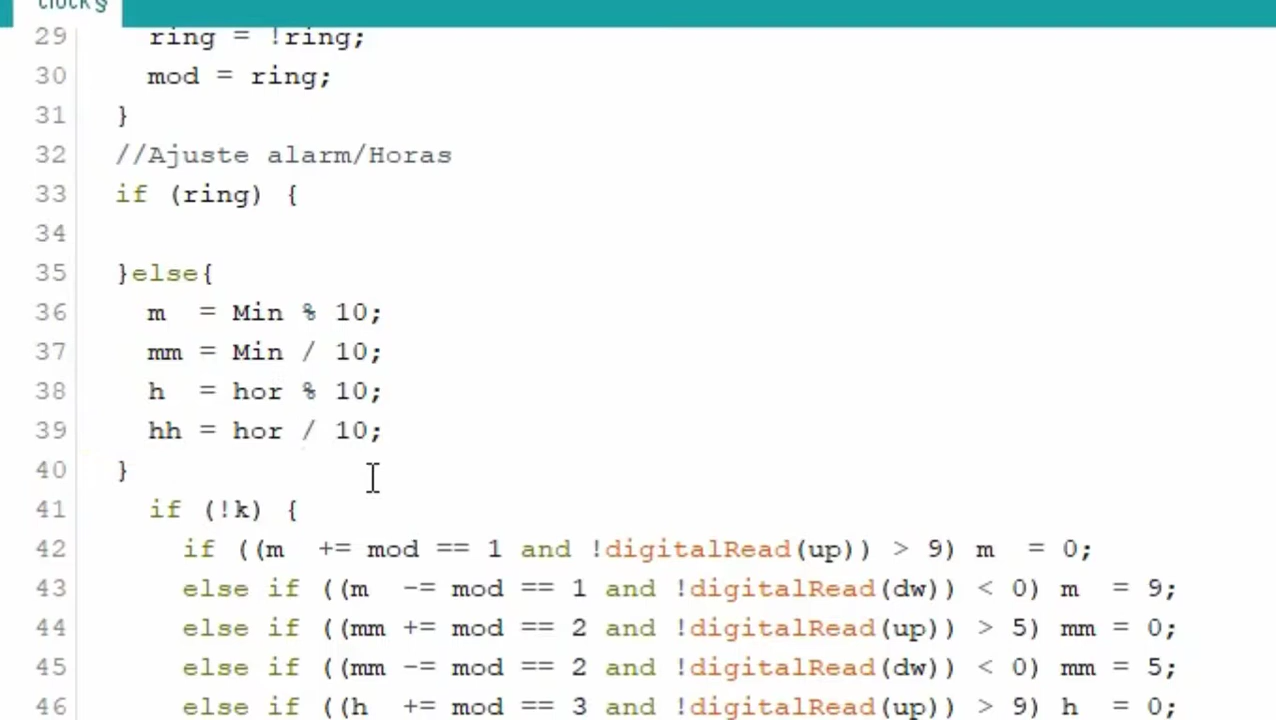 clock§
29 ring = !ring;
30 mod = ring;
31 }
32 //Ajuste alarm/Horas
33 if (ring) {
34
35 }else{
36 m  = Min % 10;
37 mm = Min / 10;
38 h  = hor % 10;
39 hh = hor / 10;
40 }
41 if (!k) {
42 if ((m  += mod == 1 and !digitalRead(up)) > 9) m  = 0;
43 else if ((m  -= mod == 1 and !digitalRead(dw)) < 0) m  = 9;
44 else if ((mm += mod == 2 and !digitalRead(up)) > 5) mm = 0;
45 else if ((mm -= mod == 2 and !digitalRead(dw)) < 0) mm = 5;
46 else if ((h  += mod == 3 and !digitalRead(up)) > 9) h  = 0;